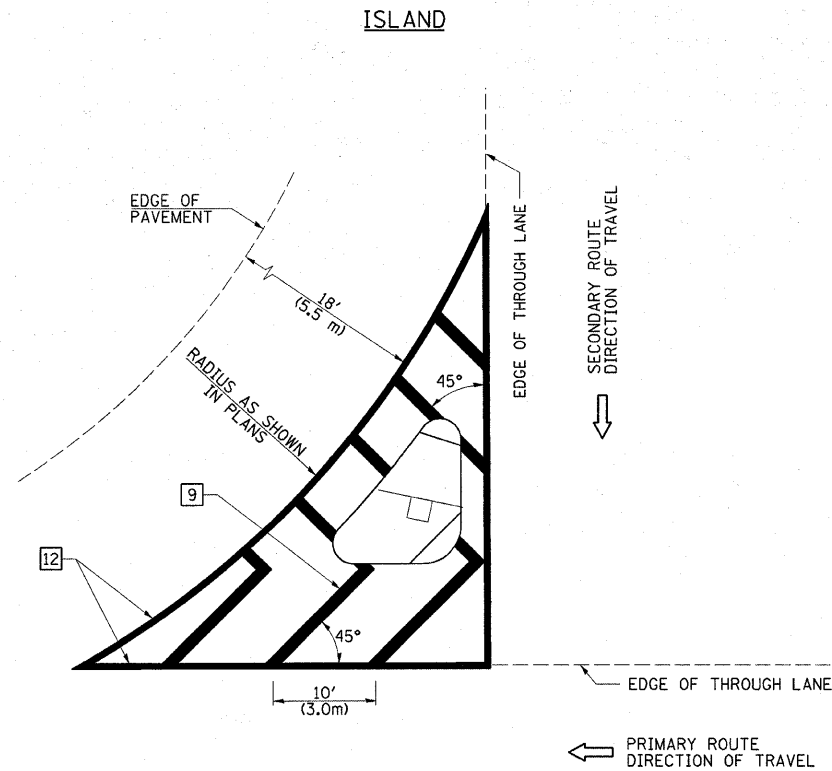 ISLAND
EDGE OF
PAVEMENT
18'
(5.5 m)
RADIUS AS SHOWN
IN PLANS
EDGE OF THROUGH LANE
SECONDARY ROUTE
DIRECTION OF TRAVEL
45°
9
12
45°
10'
(3.0m)
EDGE OF THROUGH LANE
PRIMARY ROUTE
DIRECTION OF TRAVEL